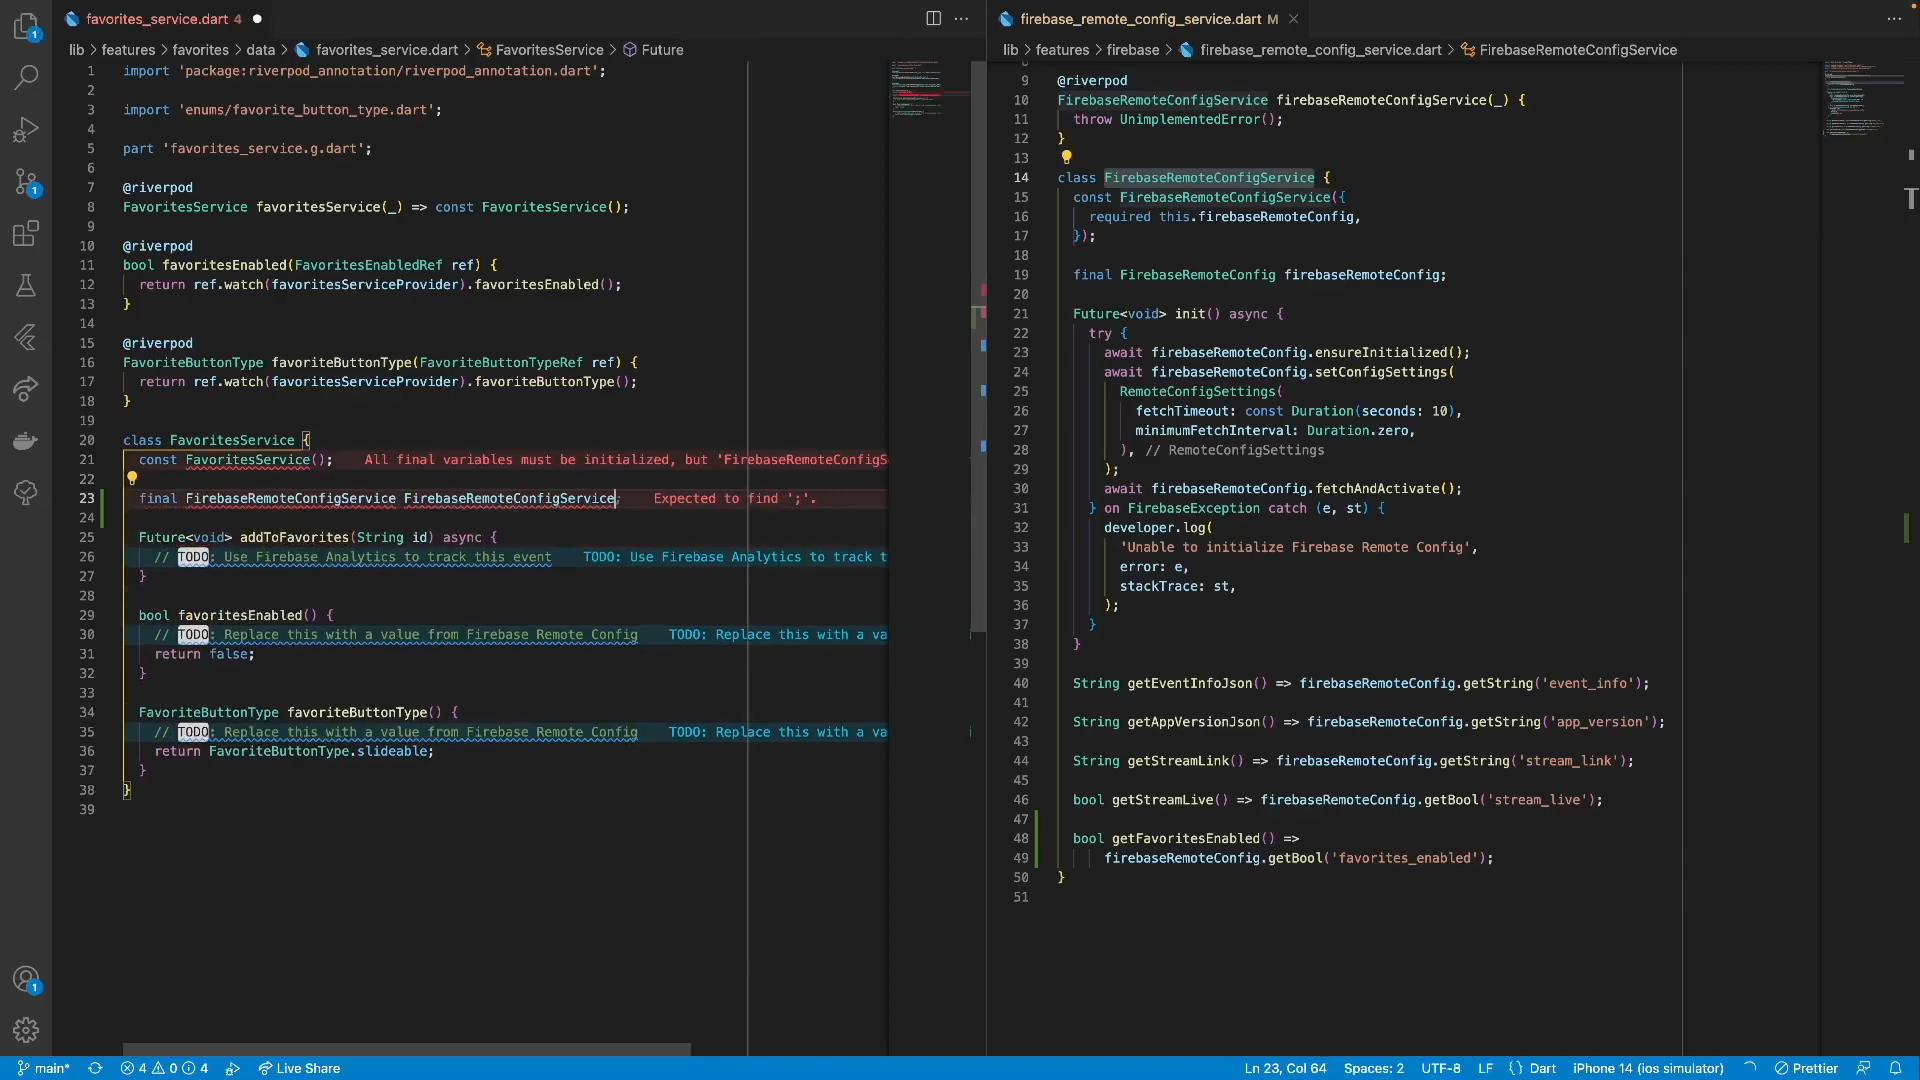 favorites_service.dart 4
lib > features > favorites > data > favorites_service.dart > FavoritesService > Future
1 import 'package:riverpod_annotation/riverpod_annotation.dart';
2
3 import 'enums/favorite_button_type.dart';
4
5 part 'favorites_service.g.dart';
6
7 @riverpod
8 FavoritesService favoritesService(_) => const FavoritesService();
9
10 @riverpod
11 bool favoritesEnabled(FavoritesEnabledRef ref) {
12 return ref.watch(favoritesServiceProvider).favoritesEnabled();
13 }
14
15 @riverpod
16 FavoriteButtonType favoriteButtonType(FavoriteButtonTypeRef ref) {
17 return ref.watch(favoritesServiceProvider).favoriteButtonType();
18 }
19
20 class FavoritesService {
21 const FavoritesService(); All final variables must be initialized, but 'FirebaseRemoteConfigS
22
23 final FirebaseRemoteConfigService FirebaseRemoteConfigService; Expected to find ';'.
24
25 Future<void> addToFavorites(String id) async {
26 // TODO: Use Firebase Analytics to track this event TODO: Use Firebase Analytics to track t
27 }
28
29 bool favoritesEnabled() {
30 // TODO: Replace this with a value from Firebase Remote Config TODO: Replace this with a va
31 return false;
32 }
33
34 FavoriteButtonType favoriteButtonType() {
35 // TODO: Replace this with a value from Firebase Remote Config TODO: Replace this with a va
36 return FavoriteButtonType.slideable;
37 }
38 }
39
firebase_remote_config_service.dart M
lib > features > firebase > firebase_remote_config_service.dart > FirebaseRemoteConfigService
9 @riverpod
10 FirebaseRemoteConfigService firebaseRemoteConfigService(_) {
11 throw UnimplementedError();
12 }
13
14 class FirebaseRemoteConfigService {
15 const FirebaseRemoteConfigService({
16 required this.firebaseRemoteConfig,
17 });
18
19 final FirebaseRemoteConfig firebaseRemoteConfig;
20
21 Future<void> init() async {
22 try {
23 await firebaseRemoteConfig.ensureInitialized();
24 await firebaseRemoteConfig.setConfigSettings(
25 RemoteConfigSettings(
26 fetchTimeout: const Duration(seconds: 10),
27 minimumFetchInterval: Duration.zero,
28 ), // RemoteConfigSettings
29 );
30 await firebaseRemoteConfig.fetchAndActivate();
31 } on FirebaseException catch (e, st) {
32 developer.log(
33 'Unable to initialize Firebase Remote Config',
34 error: e,
35 stackTrace: st,
36 );
37 }
38 }
39
40 String getEventInfoJson() => firebaseRemoteConfig.getString('event_info');
41
42 String getAppVersionJson() => firebaseRemoteConfig.getString('app_version');
43
44 String getStreamLink() => firebaseRemoteConfig.getString('stream_link');
45
46 bool getStreamLive() => firebaseRemoteConfig.getBool('stream_live');
47
48 bool getFavoritesEnabled() =>
49 firebaseRemoteConfig.getBool('favorites_enabled');
50 }
51
1
1
1
main* 4 0 4 Live Share Ln 23, Col 64 Spaces: 2 UTF-8 LF {} Dart iPhone 14 (ios simulator) Prettier